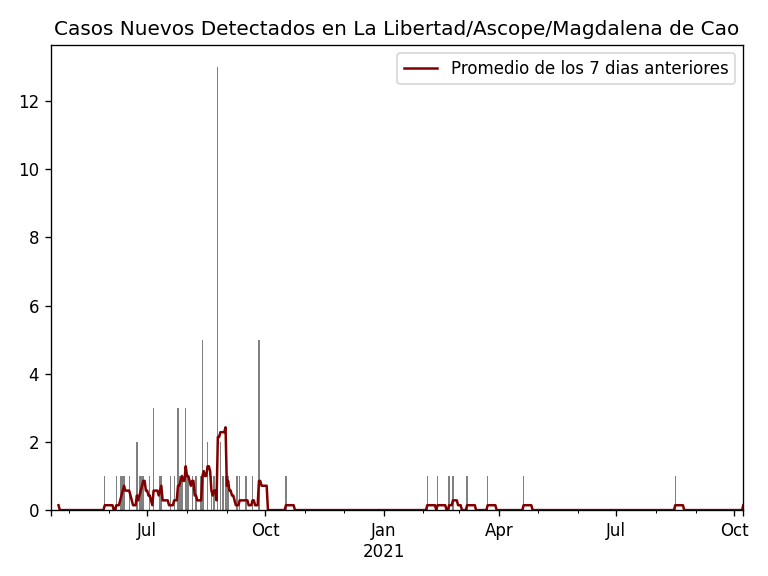 Casos Nuevos Detectados en La Libertad/Ascope/Magdalena de Cao
Promedio de los 7 dias anteriores
12
10
8
6
4
2
0
Jul
Oct
Jan
Apr
Jul
Oct
2021